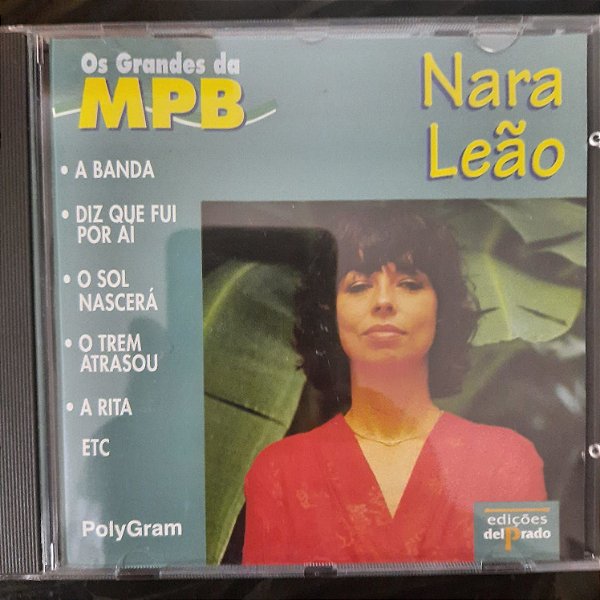 Os Grandes da
MPB
Nara
Leão
• A BANDA
• DIZ QUE FUI
POR AI
• O SOL
NASCERÁ
• O TREM
ATRASOU
• A RITA
ETC
PolyGram
edições
delPrado